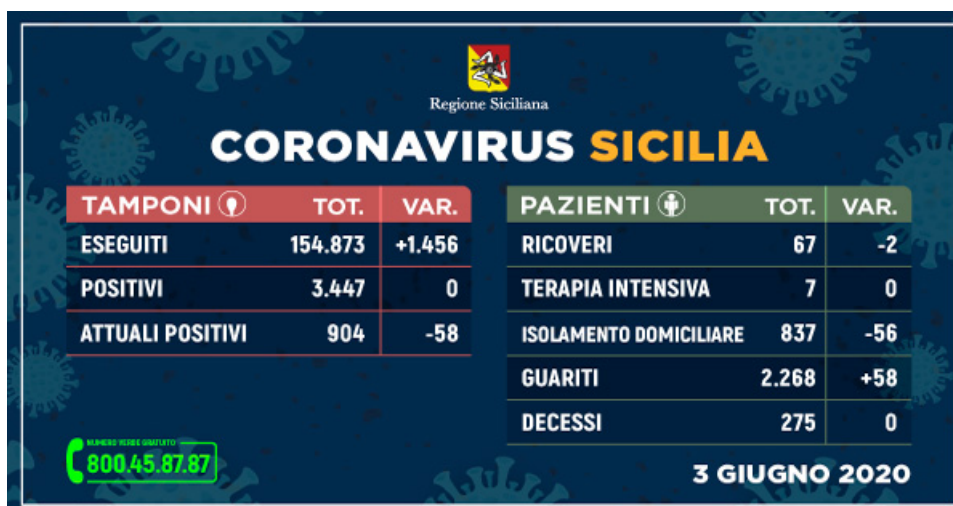 Regione Siciliana
CORONAVIRUS SICILIA
TAMPONI TOT. VAR.
ESEGUITI 154.873 +1.456
POSITIVI 3.447 0
ATTUALI POSITIVI 904 -58
PAZIENTI TOT. VAR.
RICOVERI 67 -2
TERAPIA INTENSIVA 7 0
ISOLAMENTO DOMICILIARE 837 -56
GUARITI 2.268 +58
DECESSI 275 0
NUMERO VERDE GRATUITO
800.45.87.87
3 GIUGNO 2020